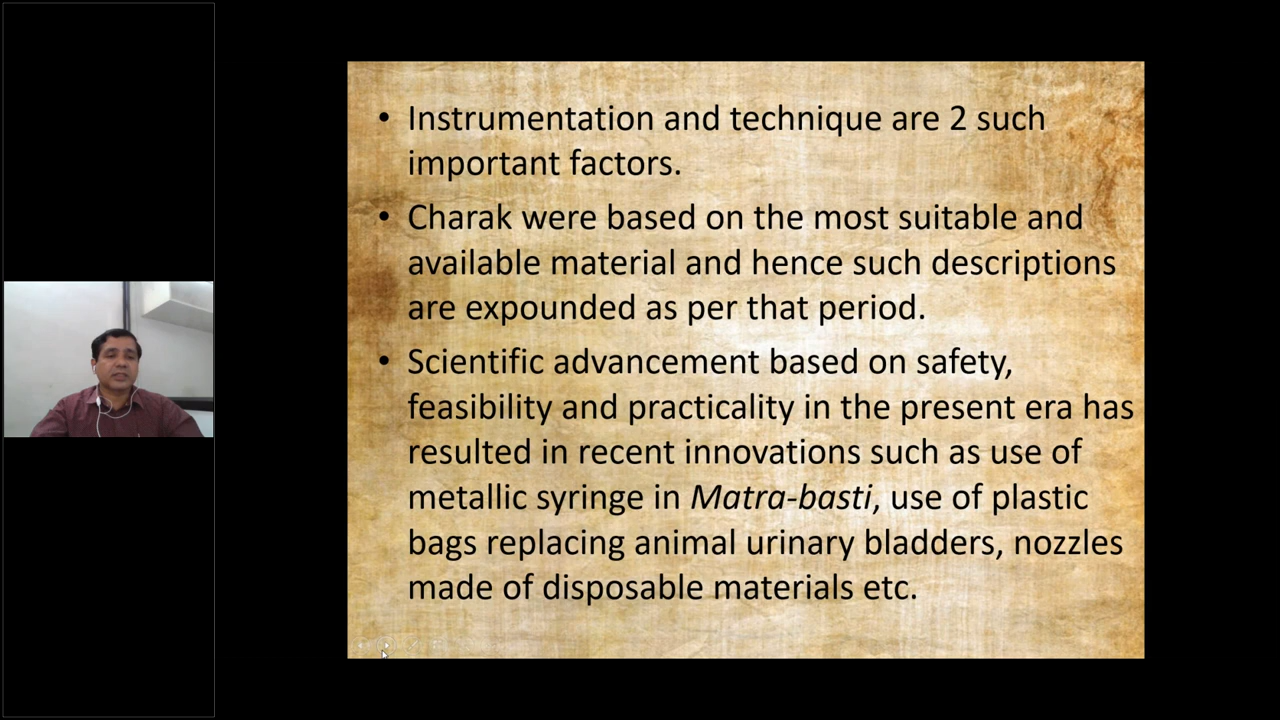 • Instrumentation and technique are 2 such
important factors.
• Charak were based on the most suitable and
available material and hence such descriptions
are expounded as per that period.
• Scientific advancement based on safety,
feasibility and practicality in the present era has
resulted in recent innovations such as use of
metallic syringe in Matra-basti, use of plastic
bags replacing animal urinary bladders, nozzles
made of disposable materials etc.